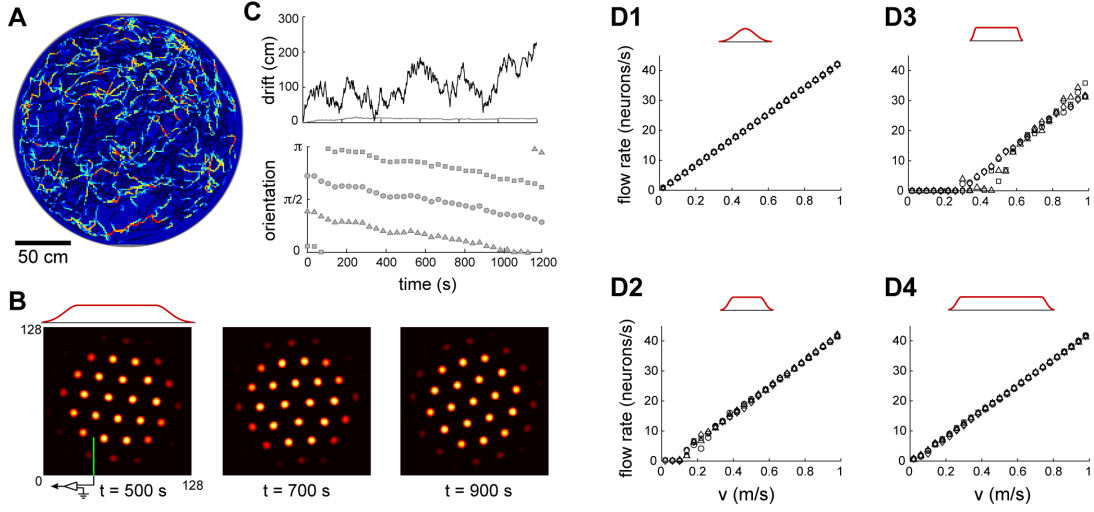 A
50 cm
B
128
0
128
t = 500 s
t = 700 s
t = 900 s
C
drift (cm)
300
200
100
0
orientation
π
π/2
0
0
200
400
600
800
1000
1200
time (s)
D1
flow rate (neurons/s)
40
30
20
10
0
0
0.2
0.4
0.6
0.8
1
D3
40
30
20
10
0
0
0.2
0.4
0.6
0.8
1
D2
flow rate (neurons/s)
40
30
20
10
0
0
0.2
0.4
0.6
0.8
1
v (m/s)
D4
40
30
20
10
0
0
0.2
0.4
0.6
0.8
1
v (m/s)